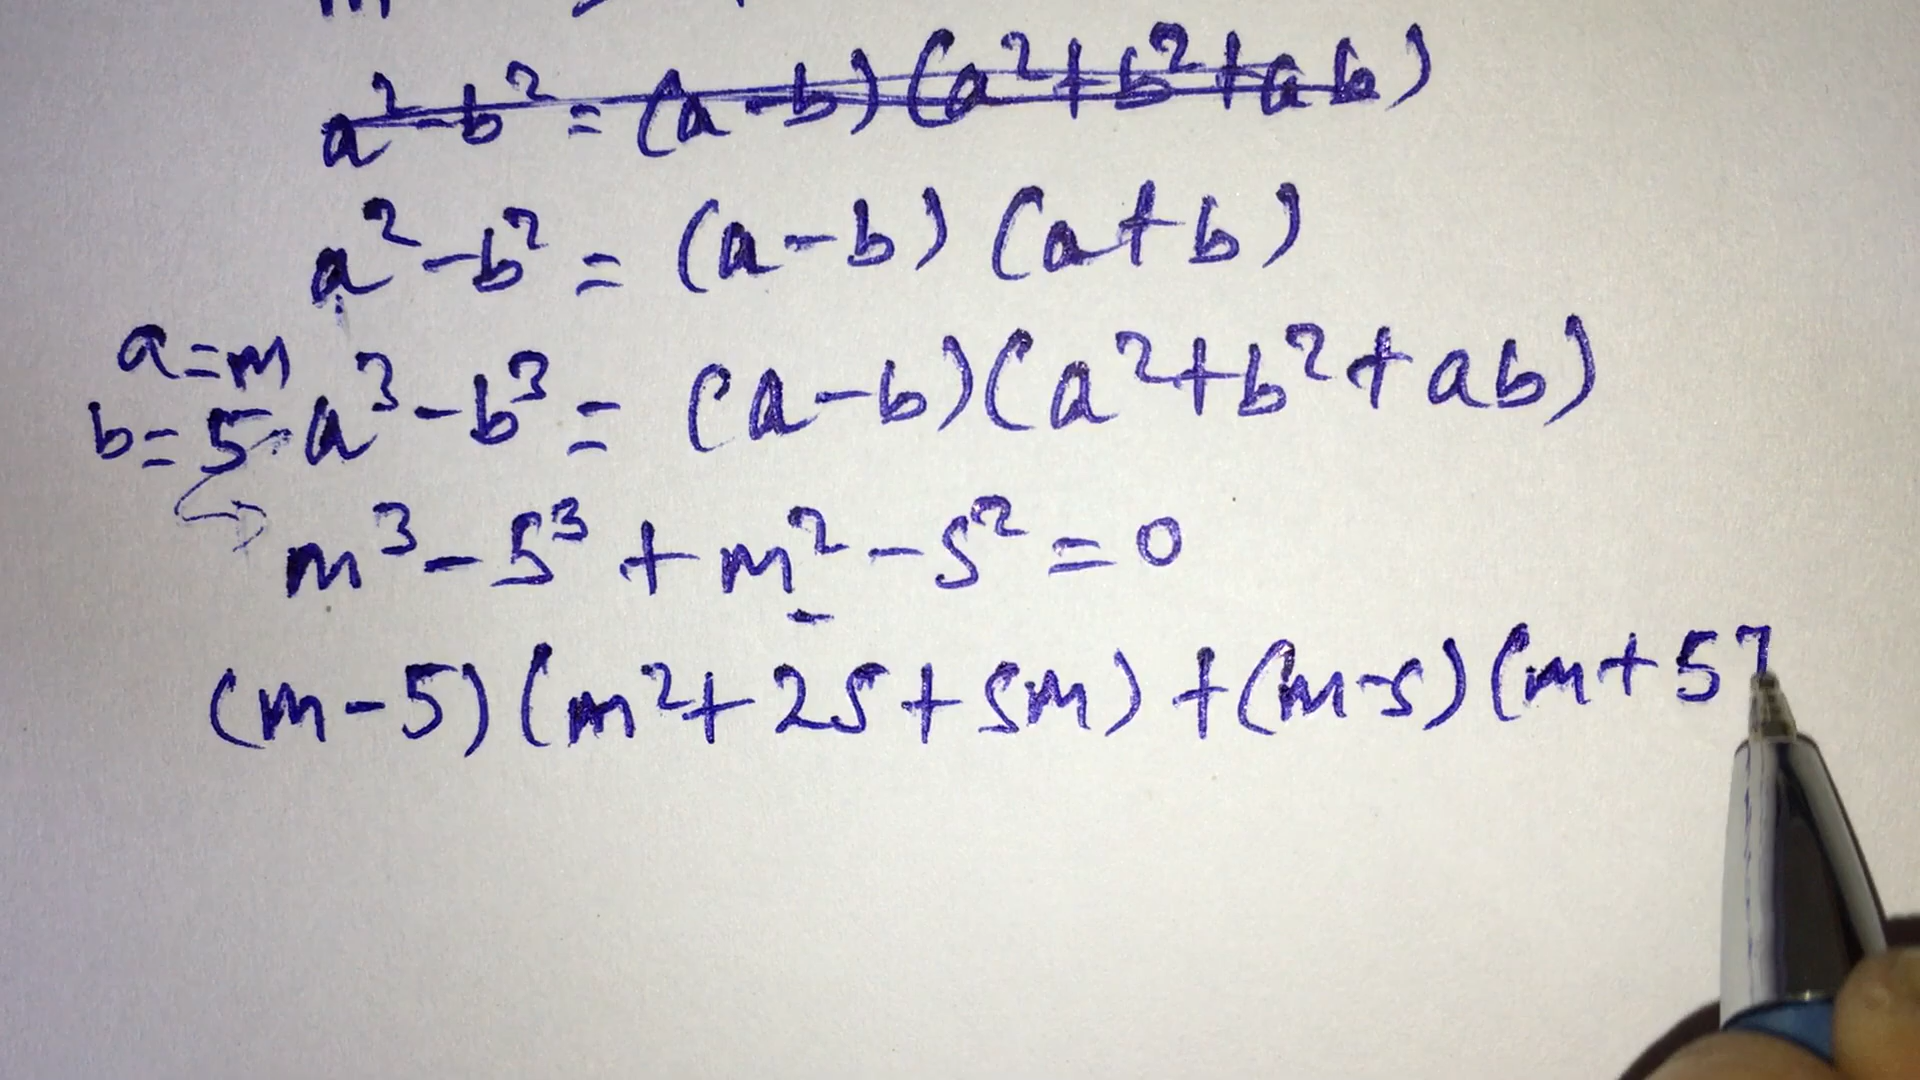 a²-b² = (a-b)(a²+b²+ab)
a²-b² = (a-b)(a+b)
a=m
b=5
a³-b³ = (a-b)(a²+b²+ab)
m³-5³+m²-5²=0
(m-5)(m²+25+5m)+(m-5)(m+5)